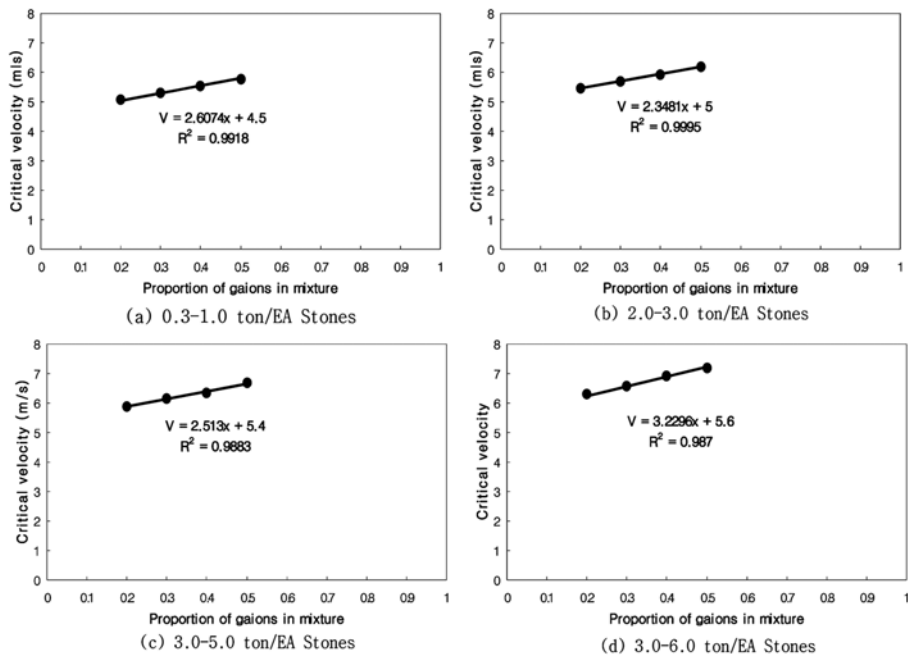 8
7
6
5
4
3
2
1
0
Critical velocity (m|s)
V = 2.6074x + 4.5
R² = 0.9918
0 0.1 0.2 0.3 0.4 0.5 0.6 0.7 0.8 0.9 1
Proportion of gaions in mixture
(a) 0.3-1.0 ton/EA Stones
8
7
6
5
4
3
2
1
0
Critical velocity (m|s)
V = 2.3481x + 5
R² = 0.9995
0 0.1 0.2 0.3 0.4 0.5 0.6 0.7 0.8 0.9 1
Proportion of gaions in mixture
(b) 2.0-3.0 ton/EA Stones
8
7
6
5
4
3
2
1
0
Critical velocity (m/s)
V = 2.513x + 5.4
R² = 0.9883
0 0.1 0.2 0.3 0.4 0.5 0.6 0.7 0.8 0.9 1
Proportion of gaions in mixture
(c) 3.0-5.0 ton/EA Stones
8
7
6
5
4
3
2
1
0
Critical velocity
V = 3.2296x + 5.6
R² = 0.987
0 0.1 0.2 0.3 0.4 0.5 0.6 0.7 0.8 0.9 1
Proportion of gaions in mixture
(d) 3.0-6.0 ton/EA Stones